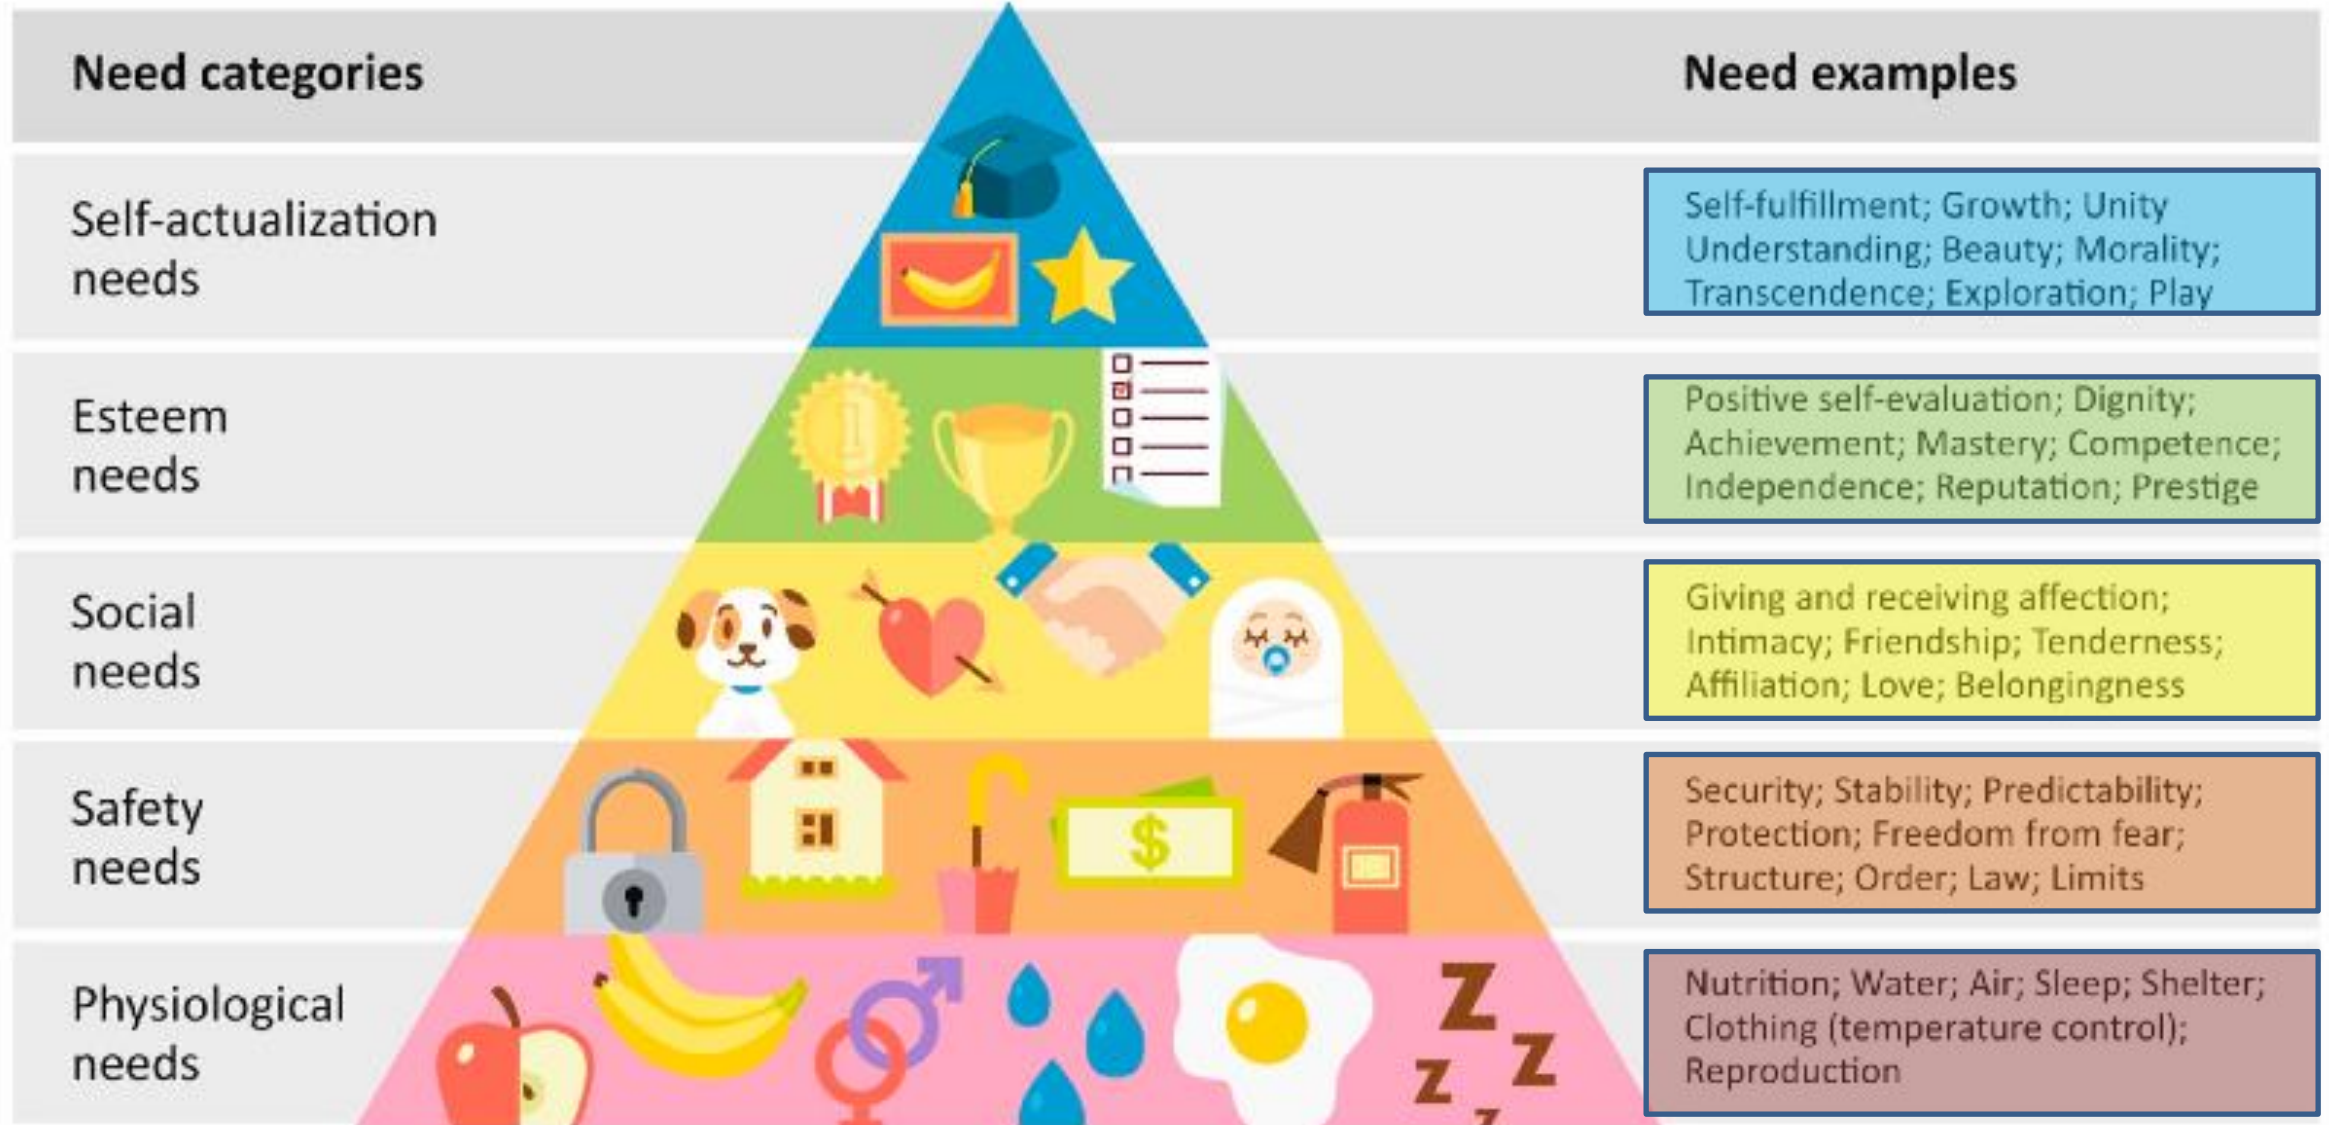 Need categories
Need examples
Self-actualization
needs
Self-fulfillment; Growth; Unity
Understanding; Beauty; Morality;
Transcendence; Exploration; Play
Esteem
needs
1
Positive self-evaluation; Dignity;
Achievement; Mastery; Competence;
Independence; Reputation; Prestige
Social
needs
Giving and receiving affection;
Intimacy; Friendship; Tenderness;
Affiliation; Love; Belongingness
Safety
needs
$
Security; Stability; Predictability;
Protection; Freedom from fear;
Structure; Order; Law; Limits
Physiological
needs
Z
Z
Z
Z
Nutrition; Water; Air; Sleep; Shelter;
Clothing (temperature control);
Reproduction